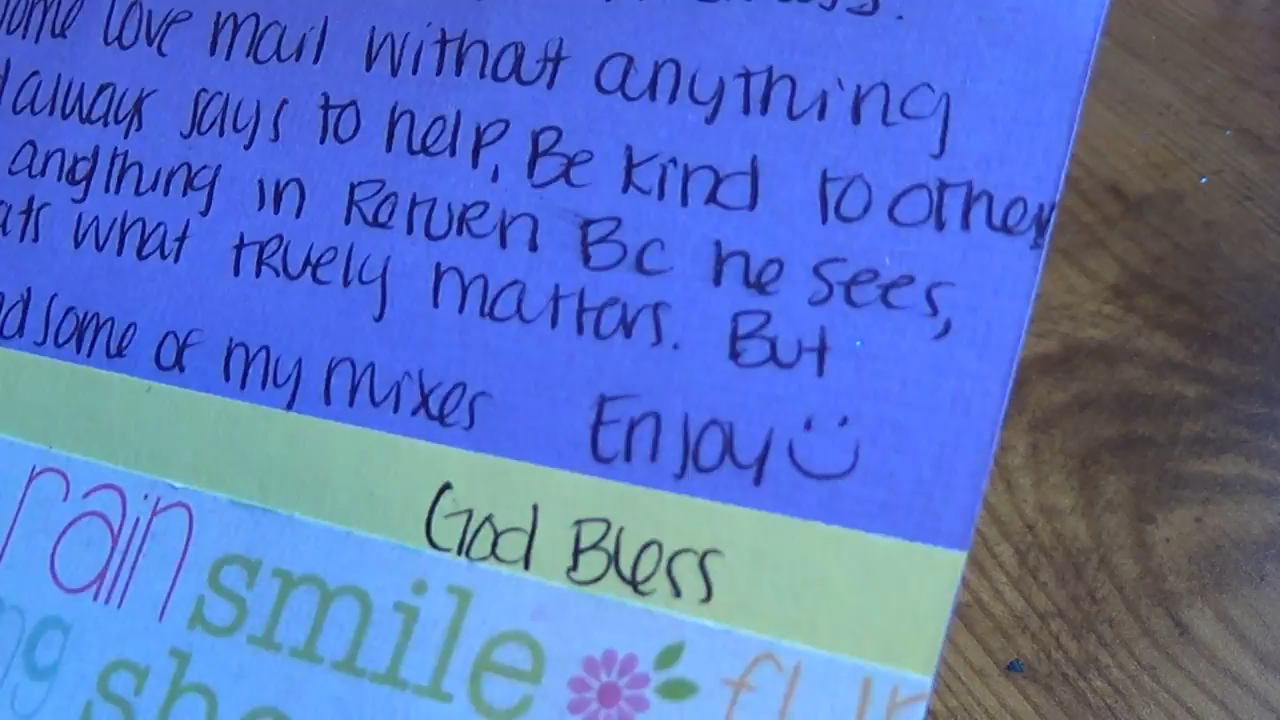 love mail without anything
always says to help, Be kind to other
anything in Return BC he sees,
what truely matters. But
some of my mixes Enjoy
God Bless
rain smile